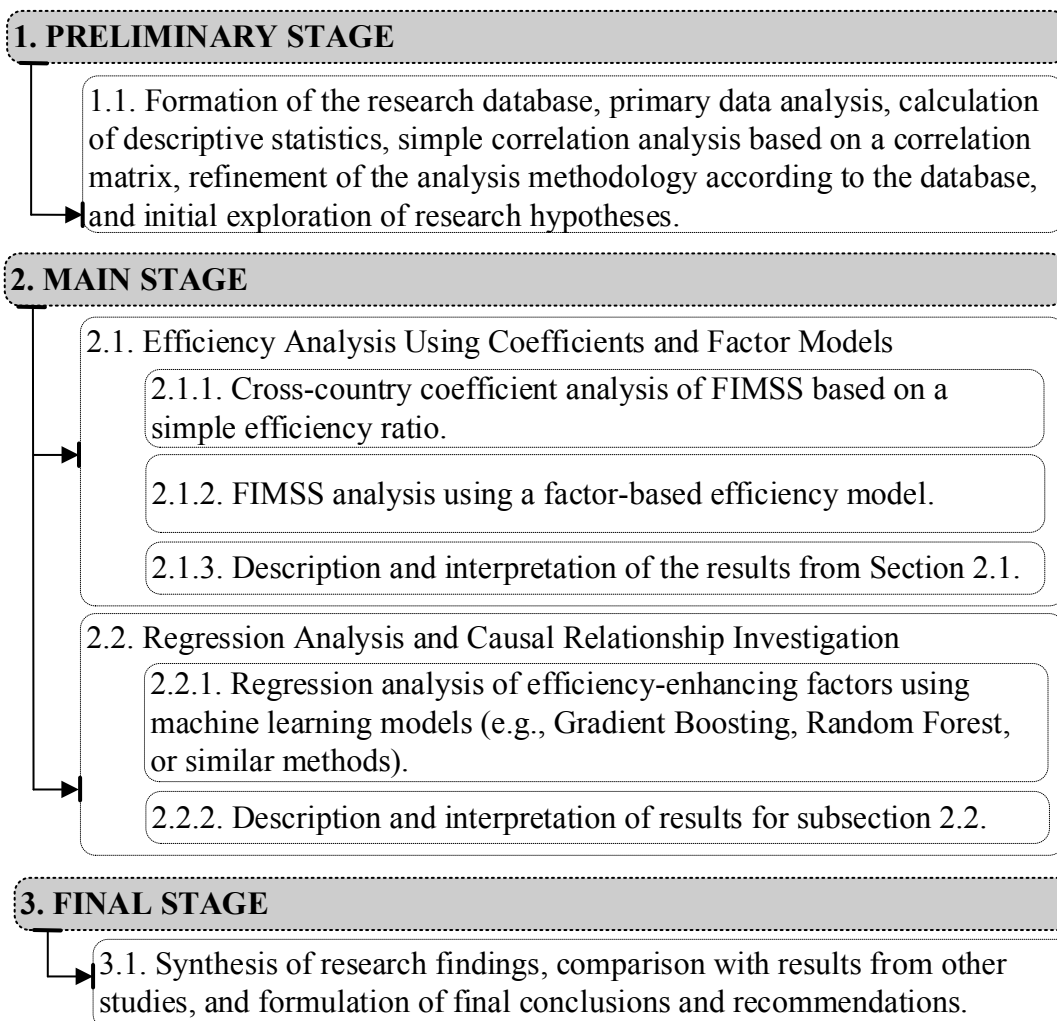 1. PRELIMINARY STAGE
1.1. Formation of the research database, primary data analysis, calculation
of descriptive statistics, simple correlation analysis based on a correlation
matrix, refinement of the analysis methodology according to the database,
and initial exploration of research hypotheses.
2. MAIN STAGE
2.1. Efficiency Analysis Using Coefficients and Factor Models
2.1.1. Cross-country coefficient analysis of FIMSS based on a
simple efficiency ratio.
2.1.2. FIMSS analysis using a factor-based efficiency model.
2.1.3. Description and interpretation of the results from Section 2.1.
2.2. Regression Analysis and Causal Relationship Investigation
2.2.1. Regression analysis of efficiency-enhancing factors using
machine learning models (e.g., Gradient Boosting, Random Forest,
or similar methods).
2.2.2. Description and interpretation of results for subsection 2.2.
3. FINAL STAGE
3.1. Synthesis of research findings, comparison with results from other
studies, and formulation of final conclusions and recommendations.